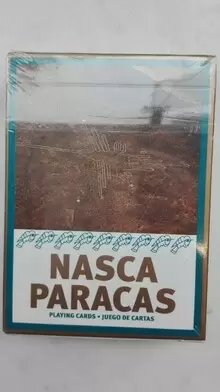 NASCA
PARACAS
PLAYING CARDS • JUEGO DE CARTAS